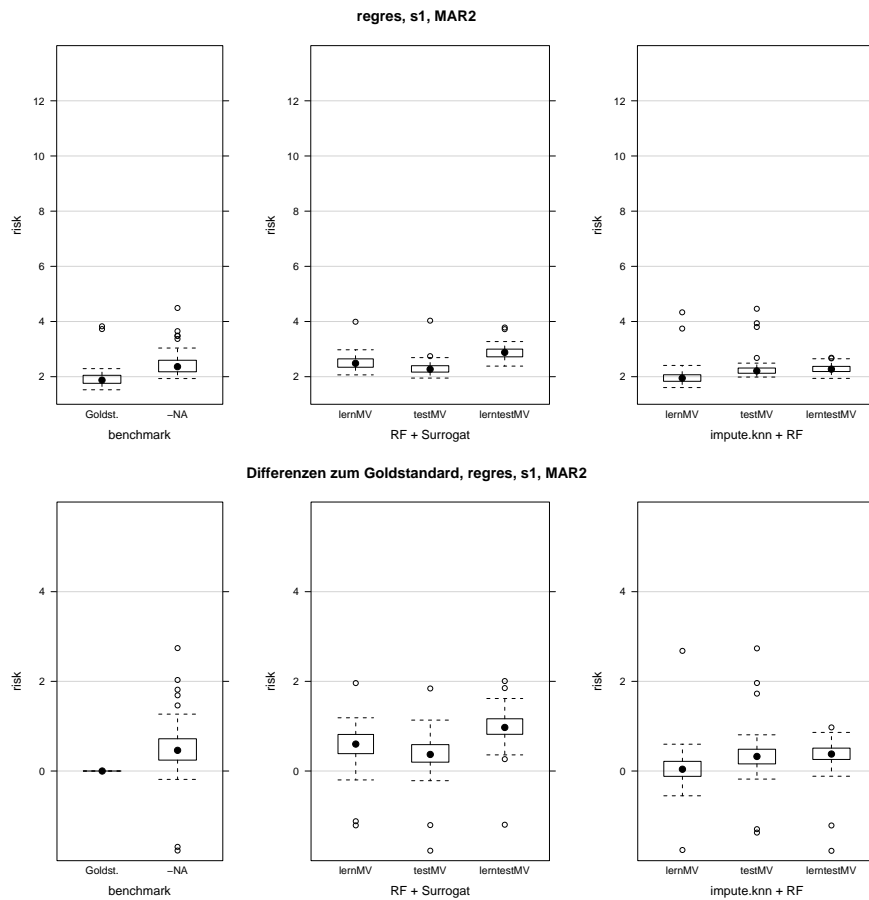 regres, s1, MAR2
risk
2
4
6
8
10
12
Goldst.
−NA
benchmark
risk
2
4
6
8
10
12
lernMV
testMV
lerntestMV
RF + Surrogat
risk
2
4
6
8
10
12
lernMV
testMV
lerntestMV
impute.knn + RF
Differenzen zum Goldstandard, regres, s1, MAR2
risk
0
2
4
Goldst.
−NA
benchmark
risk
0
2
4
lernMV
testMV
lerntestMV
RF + Surrogat
risk
0
2
4
lernMV
testMV
lerntestMV
impute.knn + RF